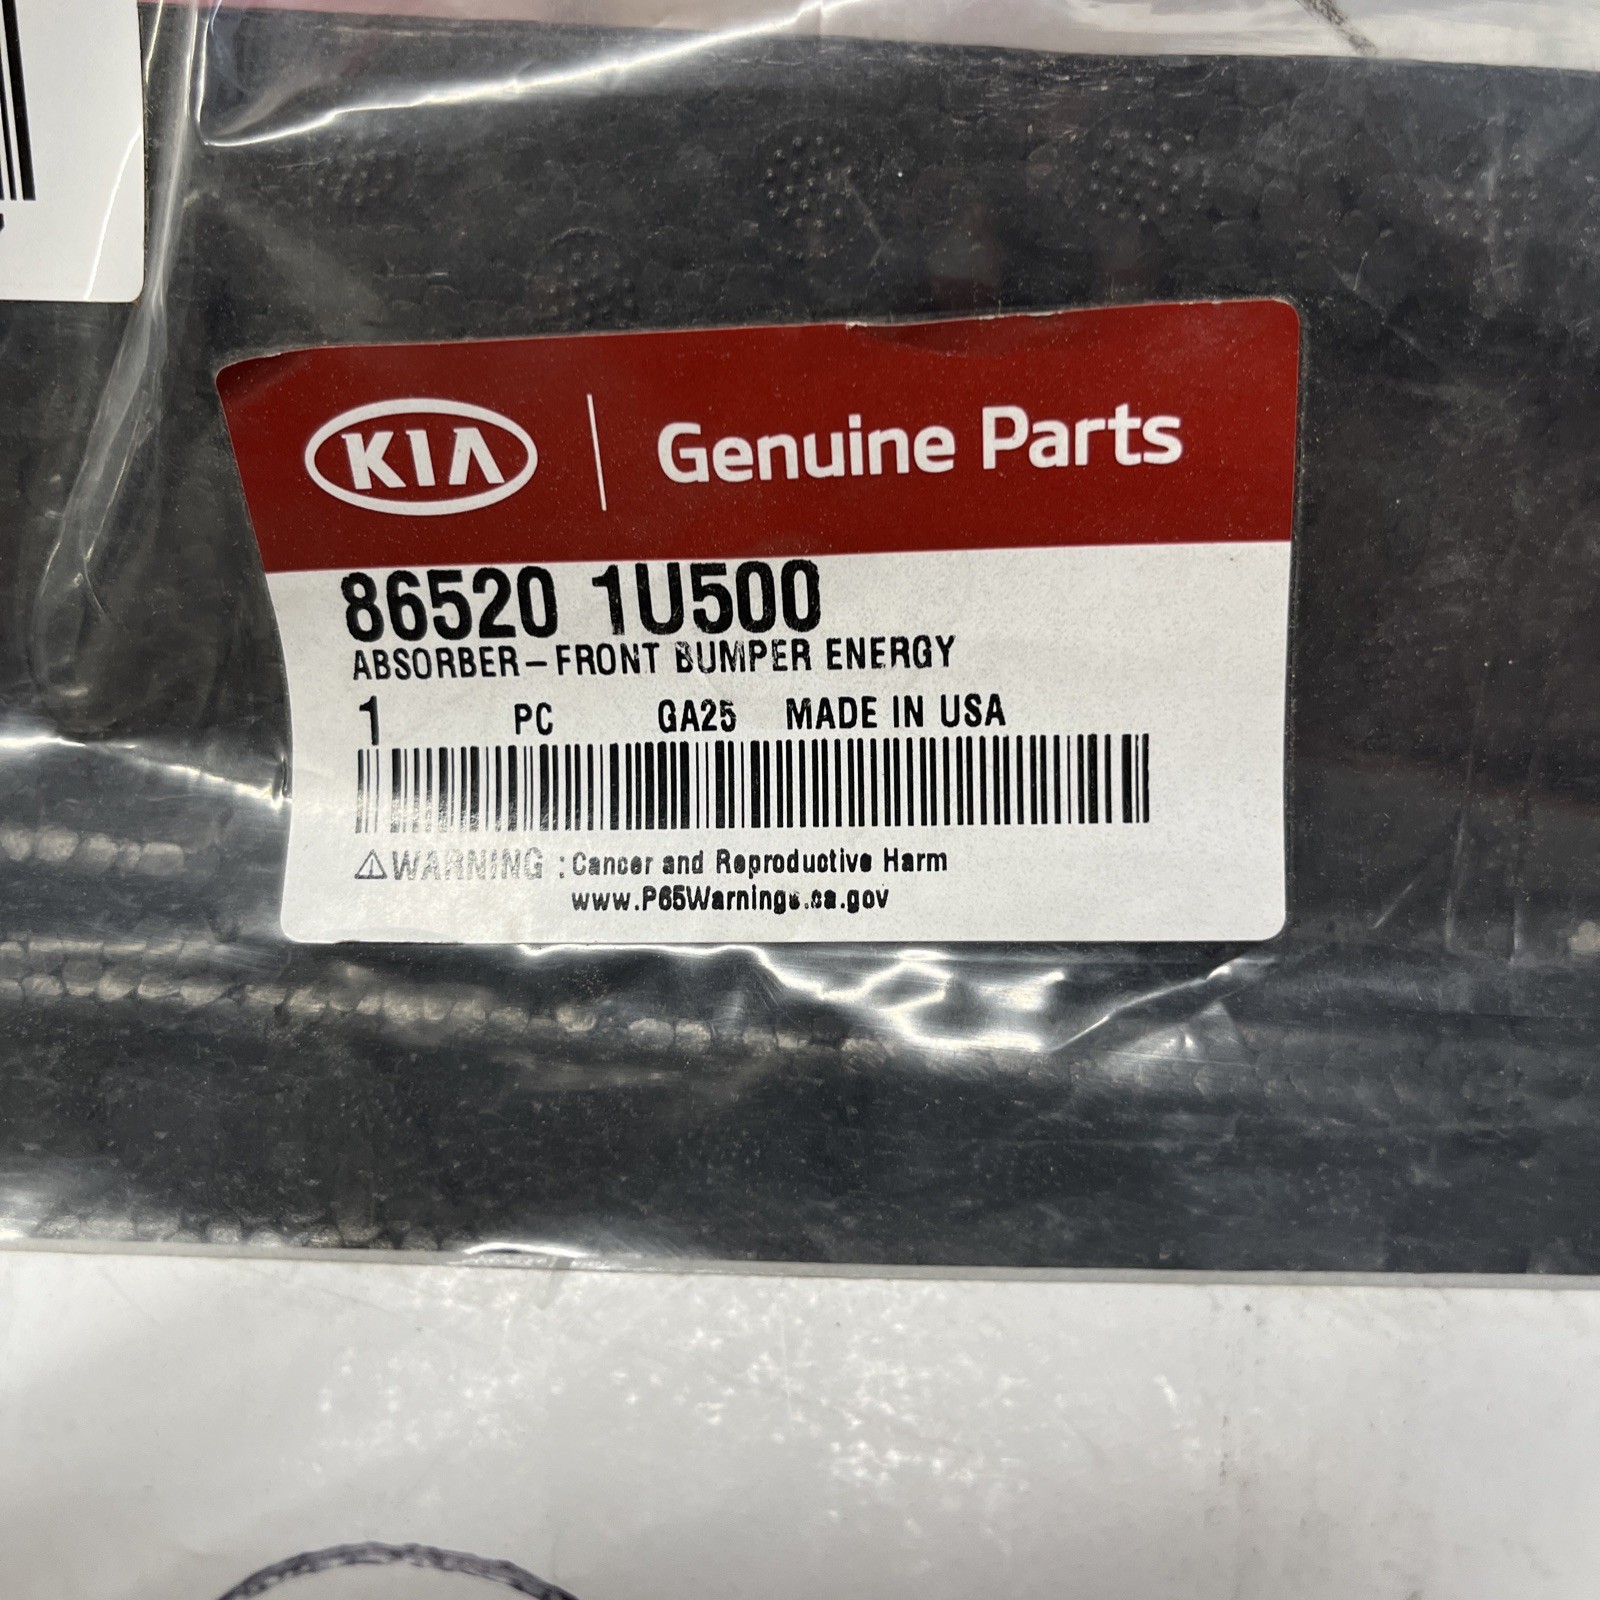 KIA Genuine Parts
86520 1U500
ABSORBER-FRONT BUMPER ENERGY
1 PC GA25 MADE IN USA
⚠WARNING : Cancer and Reproductive Harm
www.P65Warnings.ca.gov